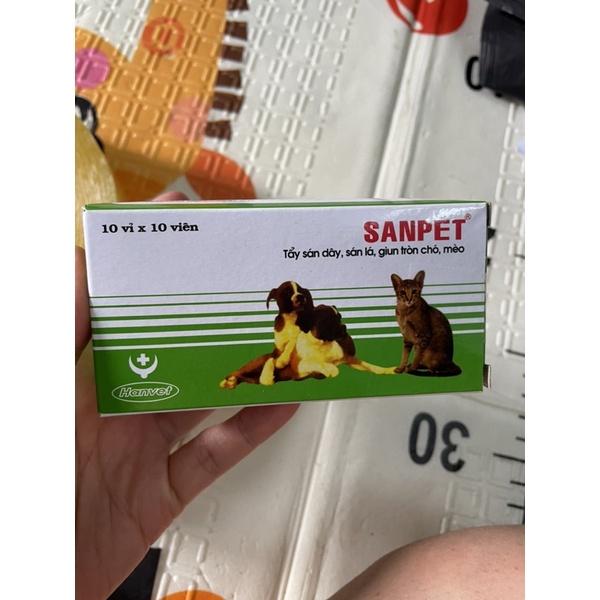 10 vỉ x 10 viên
SANPET®
Tẩy sán dây, sán lá, giun tròn chó, mèo
Hanvet
30